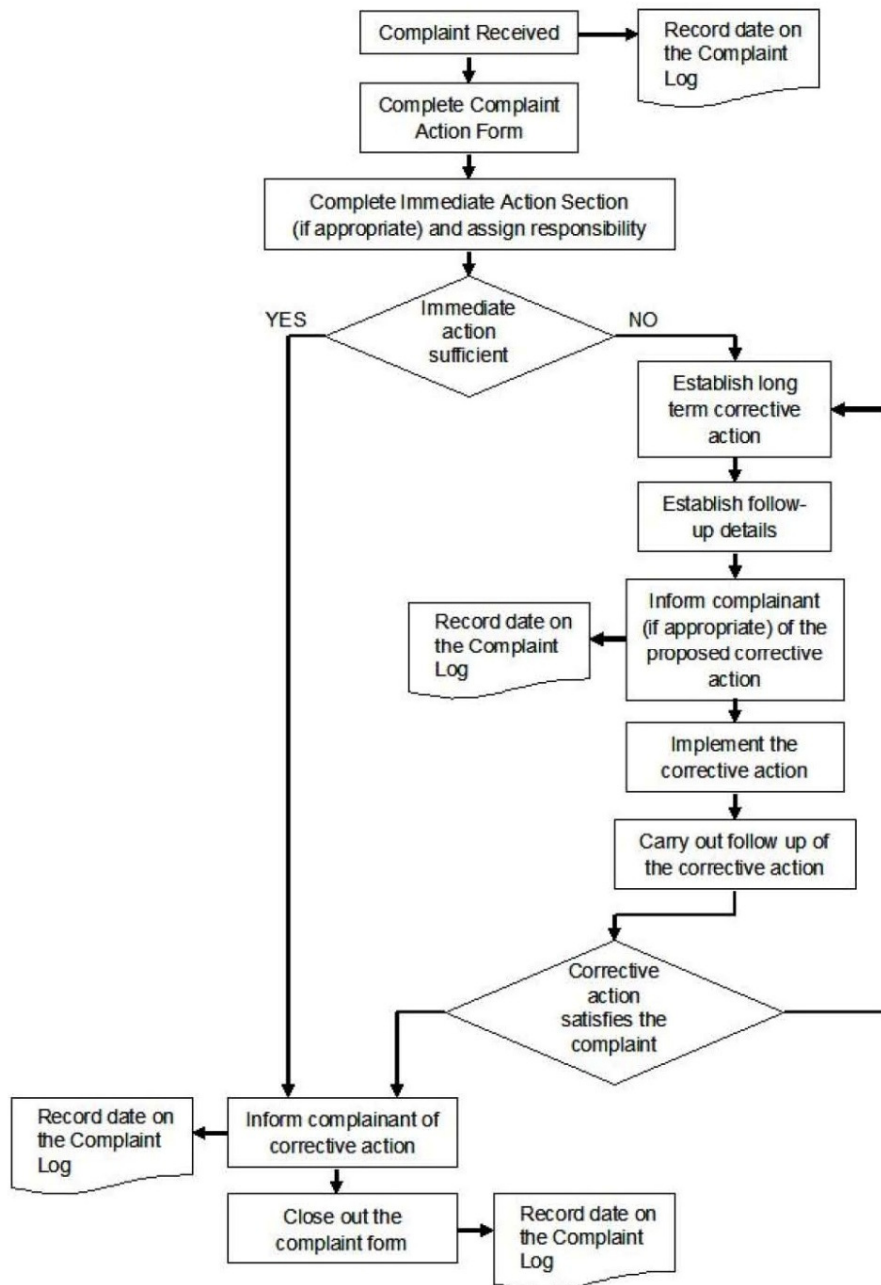 Complaint Received
Record date on
the Complaint
Log
Complete Complaint
Action Form
Complete Immediate Action Section
(if appropriate) and assign responsibility
YES
Immediate
action
sufficient
NO
Establish long
term corrective
action
Establish follow-
up details
Record date on
the Complaint
Log
Inform complainant
(if appropriate) of the
proposed corrective
action
Implement the
corrective action
Carry out follow up of
the corrective action
Corrective
action
satisfies the
complaint
Record date on
the Complaint
Log
Inform complainant of
corrective action
Close out the
complaint form
Record date on
the Complaint
Log